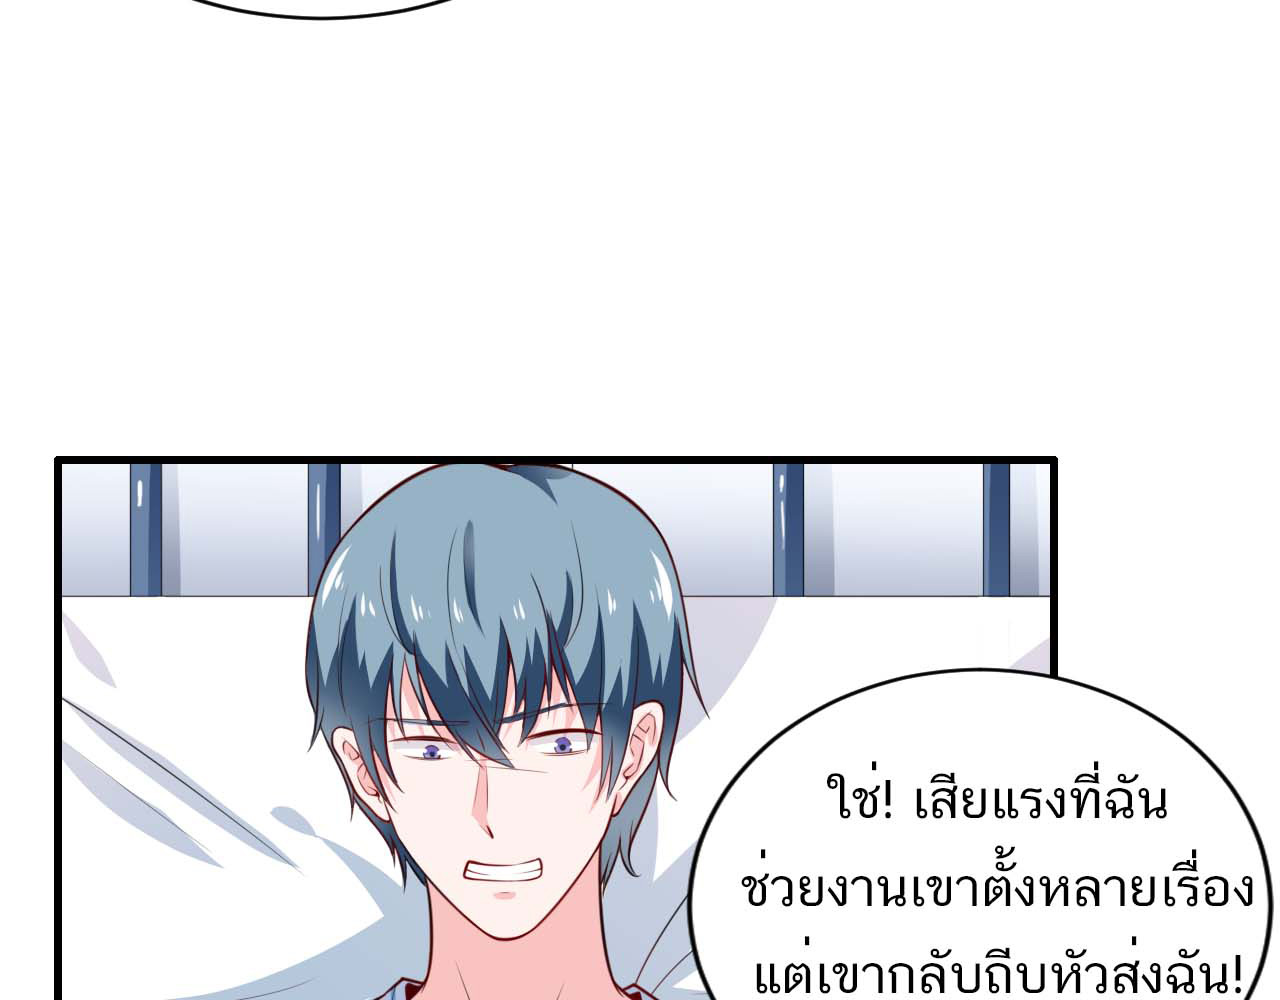 ใช่! เสียแรงที่ฉัน
ช่วยงานเขาตั้งหลายเรื่อง
แต่เขากลับถีบหัวส่งฉัน!